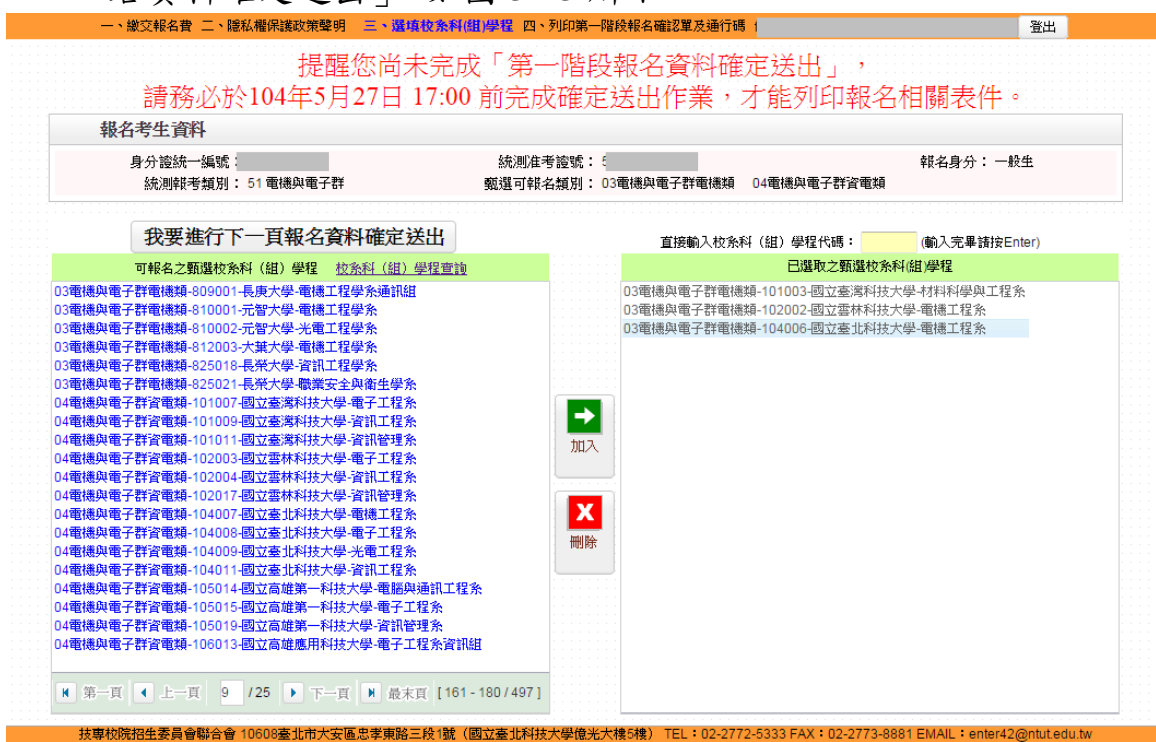 一、繳交報名費 二、隱私權保護政策聲明 三、選填校系科(組)學程 四、列印第一階段報名確認單及通行碼 登出
提醒您尚未完成「第一階段報名資料確定送出」，
請務必於104年5月27日 17:00 前完成確定送出作業，才能列印報名相關表件。
報名考生資料
身分證統一編號： 統測准考證號：5 報名身分：一般生
統測報考類別：51 電機與電子群 甄選可報名類別：03電機與電子群電機類 04電機與電子群資電類
我要進行下一頁報名資料確定送出
直接輸入校系科（組）學程代碼： (輸入完畢請按Enter)
可報名之甄選校系科（組）學程 校系科（組）學程查詢
03電機與電子群電機類-809001-長庚大學-電機工程學系通訊組
03電機與電子群電機類-810001-元智大學-電機工程學系
03電機與電子群電機類-810002-元智大學-光電工程學系
03電機與電子群電機類-812003-大葉大學-電機工程學系
03電機與電子群電機類-825018-長榮大學-資訊工程學系
03電機與電子群電機類-825021-長榮大學-職業安全與衛生學系
04電機與電子群資電類-101007-國立臺灣科技大學-電子工程系
04電機與電子群資電類-101009-國立臺灣科技大學-資訊工程系
04電機與電子群資電類-101011-國立臺灣科技大學-資訊管理系
04電機與電子群資電類-102003-國立雲林科技大學-電子工程系
04電機與電子群資電類-102004-國立雲林科技大學-資訊工程系
04電機與電子群資電類-102017-國立雲林科技大學-資訊管理系
04電機與電子群資電類-104007-國立臺北科技大學-電機工程系
04電機與電子群資電類-104008-國立臺北科技大學-電子工程系
04電機與電子群資電類-104009-國立臺北科技大學-光電工程系
04電機與電子群資電類-104011-國立臺北科技大學-資訊工程系
04電機與電子群資電類-105014-國立高雄第一科技大學-電腦與通訊工程系
04電機與電子群資電類-105015-國立高雄第一科技大學-電子工程系
04電機與電子群資電類-105019-國立高雄第一科技大學-資訊管理系
04電機與電子群資電類-106013-國立高雄應用科技大學-電子工程系資訊組
第一頁 上一頁 9 /25 下一頁 最末頁 [ 161 - 180 / 497 ]
加入
刪除
已選取之甄選校系科(組)學程
03電機與電子群電機類-101003-國立臺灣科技大學-材料科學與工程系
03電機與電子群電機類-102002-國立雲林科技大學-電機工程系
03電機與電子群電機類-104006-國立臺北科技大學-電機工程系
技專校院招生委員會聯合會 10608臺北市大安區忠孝東路三段1號（國立臺北科技大學億光大樓5樓） TEL：02-2772-5333 FAX：02-2773-8881 EMAIL：enter42@ntut.edu.tw